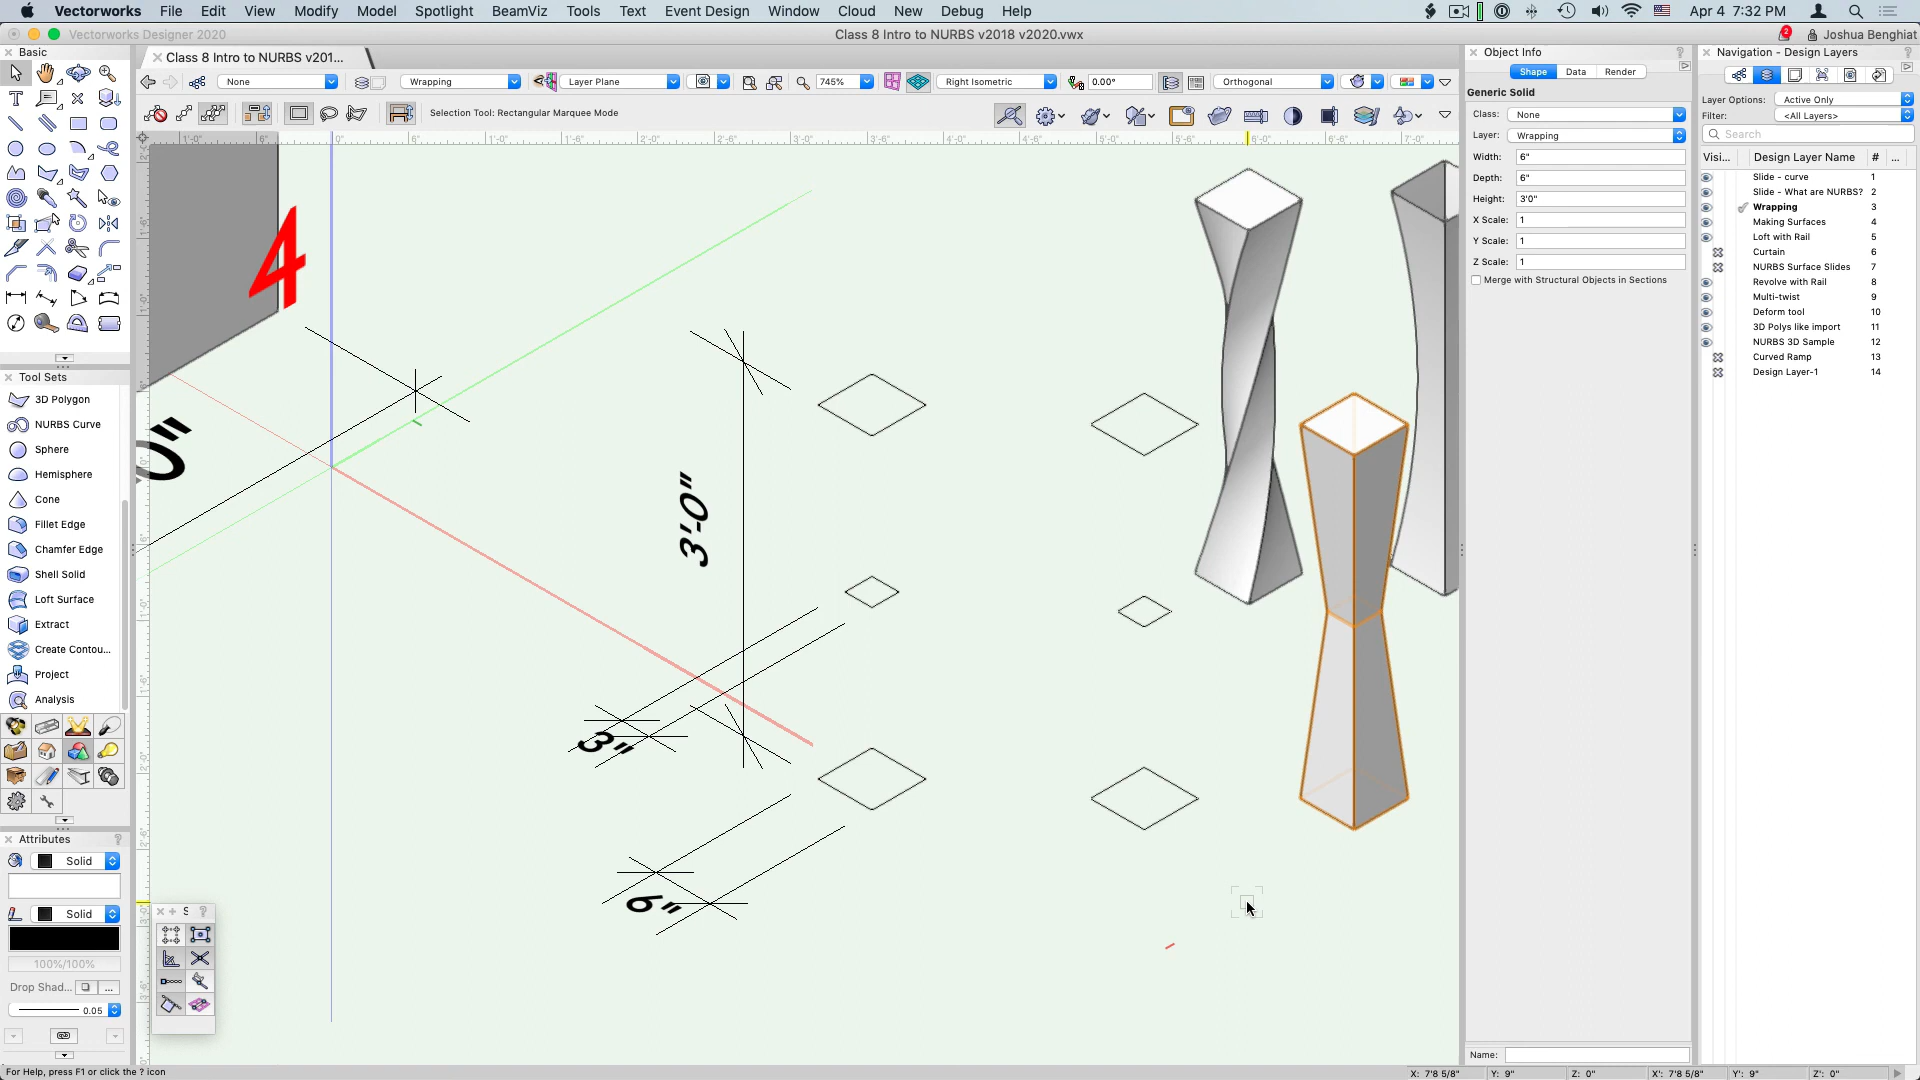 Vectorworks File Edit View Modify Model Spotlight BeamViz Tools Text Event Design Window Cloud New Debug Help Apr 4 7:32 PM
Vectorworks Designer 2020 Class 8 Intro to NURBS v2018 v2020.vwx 2 Joshua Benghiat
Basic
Class 8 Intro to NURBS v201...
Object Info
Navigation - Design Layers
None Wrapping Layer Plane 745% Right Isometric 0.00° Orthogonal
Selection Tool: Rectangular Marquee Mode
Shape Data Render
Generic Solid
Class: None
Layer: Wrapping
Width: 6"
Depth: 6"
Height: 3'0"
X Scale: 1
Y Scale: 1
Z Scale: 1
Merge with Structural Objects in Sections
Name:
Layer Options: Active Only
Filter: <All Layers>
Search
Visi... Design Layer Name # ...
Slide - curve 1
Slide - What are NURBS? 2
Wrapping 3
Making Surfaces 4
Loft with Rail 5
Curtain 6
NURBS Surface Slides 7
Revolve with Rail 8
Multi-twist 9
Deform tool 10
3D Polys like import 11
NURBS 3D Sample 12
Curved Ramp 13
Design Layer-1 14
Tool Sets
3D Polygon
NURBS Curve
Sphere
Hemisphere
Cone
Fillet Edge
Chamfer Edge
Shell Solid
Loft Surface
Extract
Create Contou...
Project
Analysis
Attributes
Solid
Solid
100%/100%
Drop Shad...
...
0.05
S
4
0"
3'-0"
3"
6"
For Help, press F1 or click the ? icon
X: 7'8 5/8" Y: 9" Z: 0" X': 7'8 5/8" Y': 9" Z': 0"